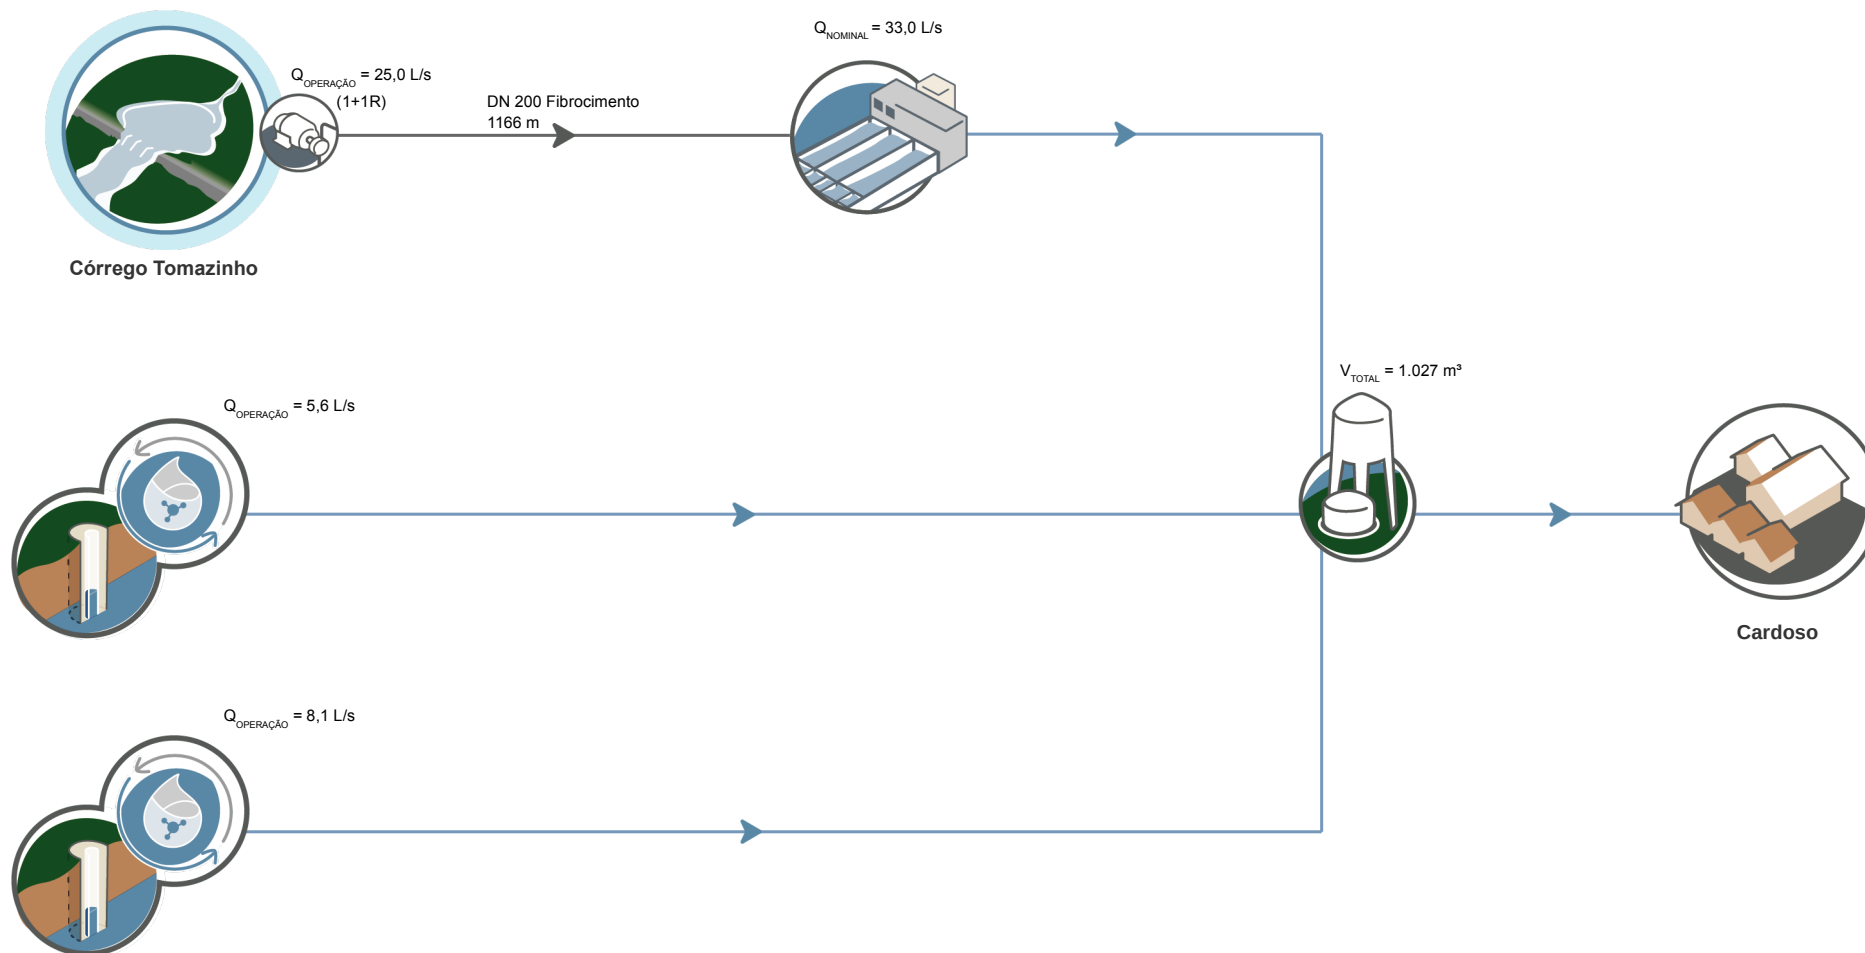 Q_NOMINAL = 33,0 L/s
Q_OPERAÇÃO = 25,0 L/s
(1+1R)
DN 200 Fibrocimento
1166 m
Córrego Tomazinho
V_TOTAL = 1.027 m³
Q_OPERAÇÃO = 5,6 L/s
Cardoso
Q_OPERAÇÃO = 8,1 L/s